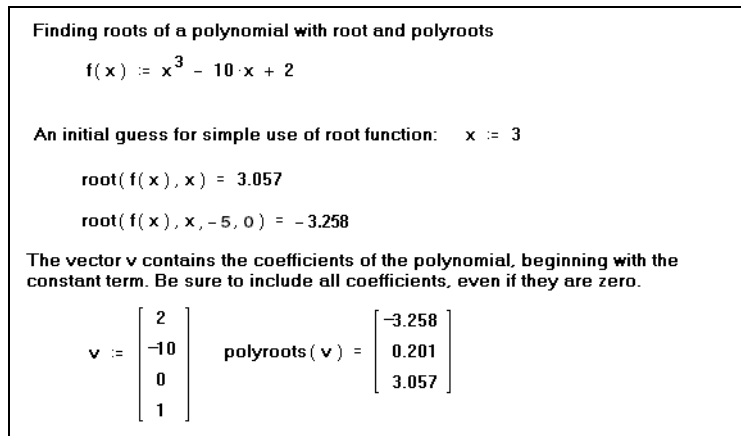 Finding roots of a polynomial with root and polyroots
f( x ) := x³ - 10·x + 2
An initial guess for simple use of root function: x := 3
root( f( x ) , x ) = 3.057
root( f( x ) , x , - 5 , 0 ) = - 3.258
The vector v contains the coefficients of the polynomial, beginning with the
constant term. Be sure to include all coefficients, even if they are zero.
v := [ 2 -10 0 1 ] polyroots( v ) = [ -3.258 0.201 3.057 ]